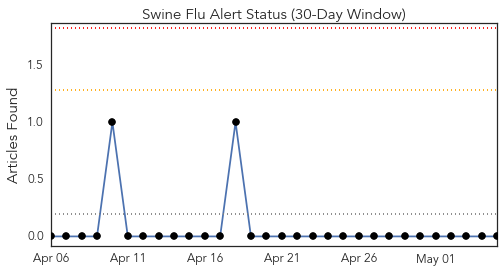 Swine Flu Alert Status (30-Day Window)
Articles Found
1.5
1.0
0.5
0.0
Apr 06 Apr 11 Apr 16 Apr 21 Apr 26 May 01